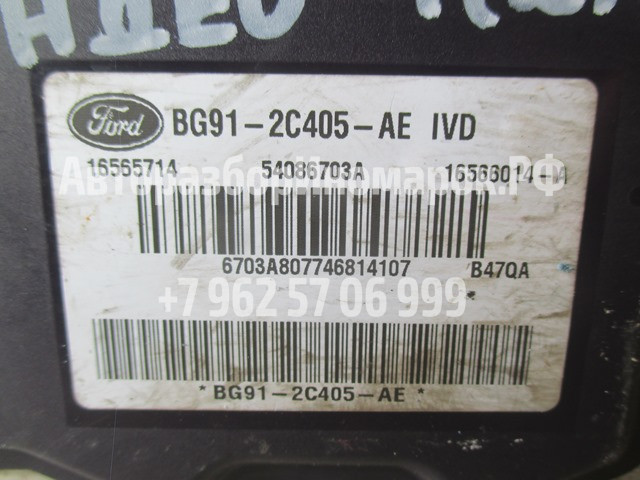 Ford BG91-2C405-AE IVD
16565714 54086703A 16566014-M
Авторазборйномарок.РФ
6703A807746814107 B47QA
+7 962 57 06 999
*BG91-2C405-AE*